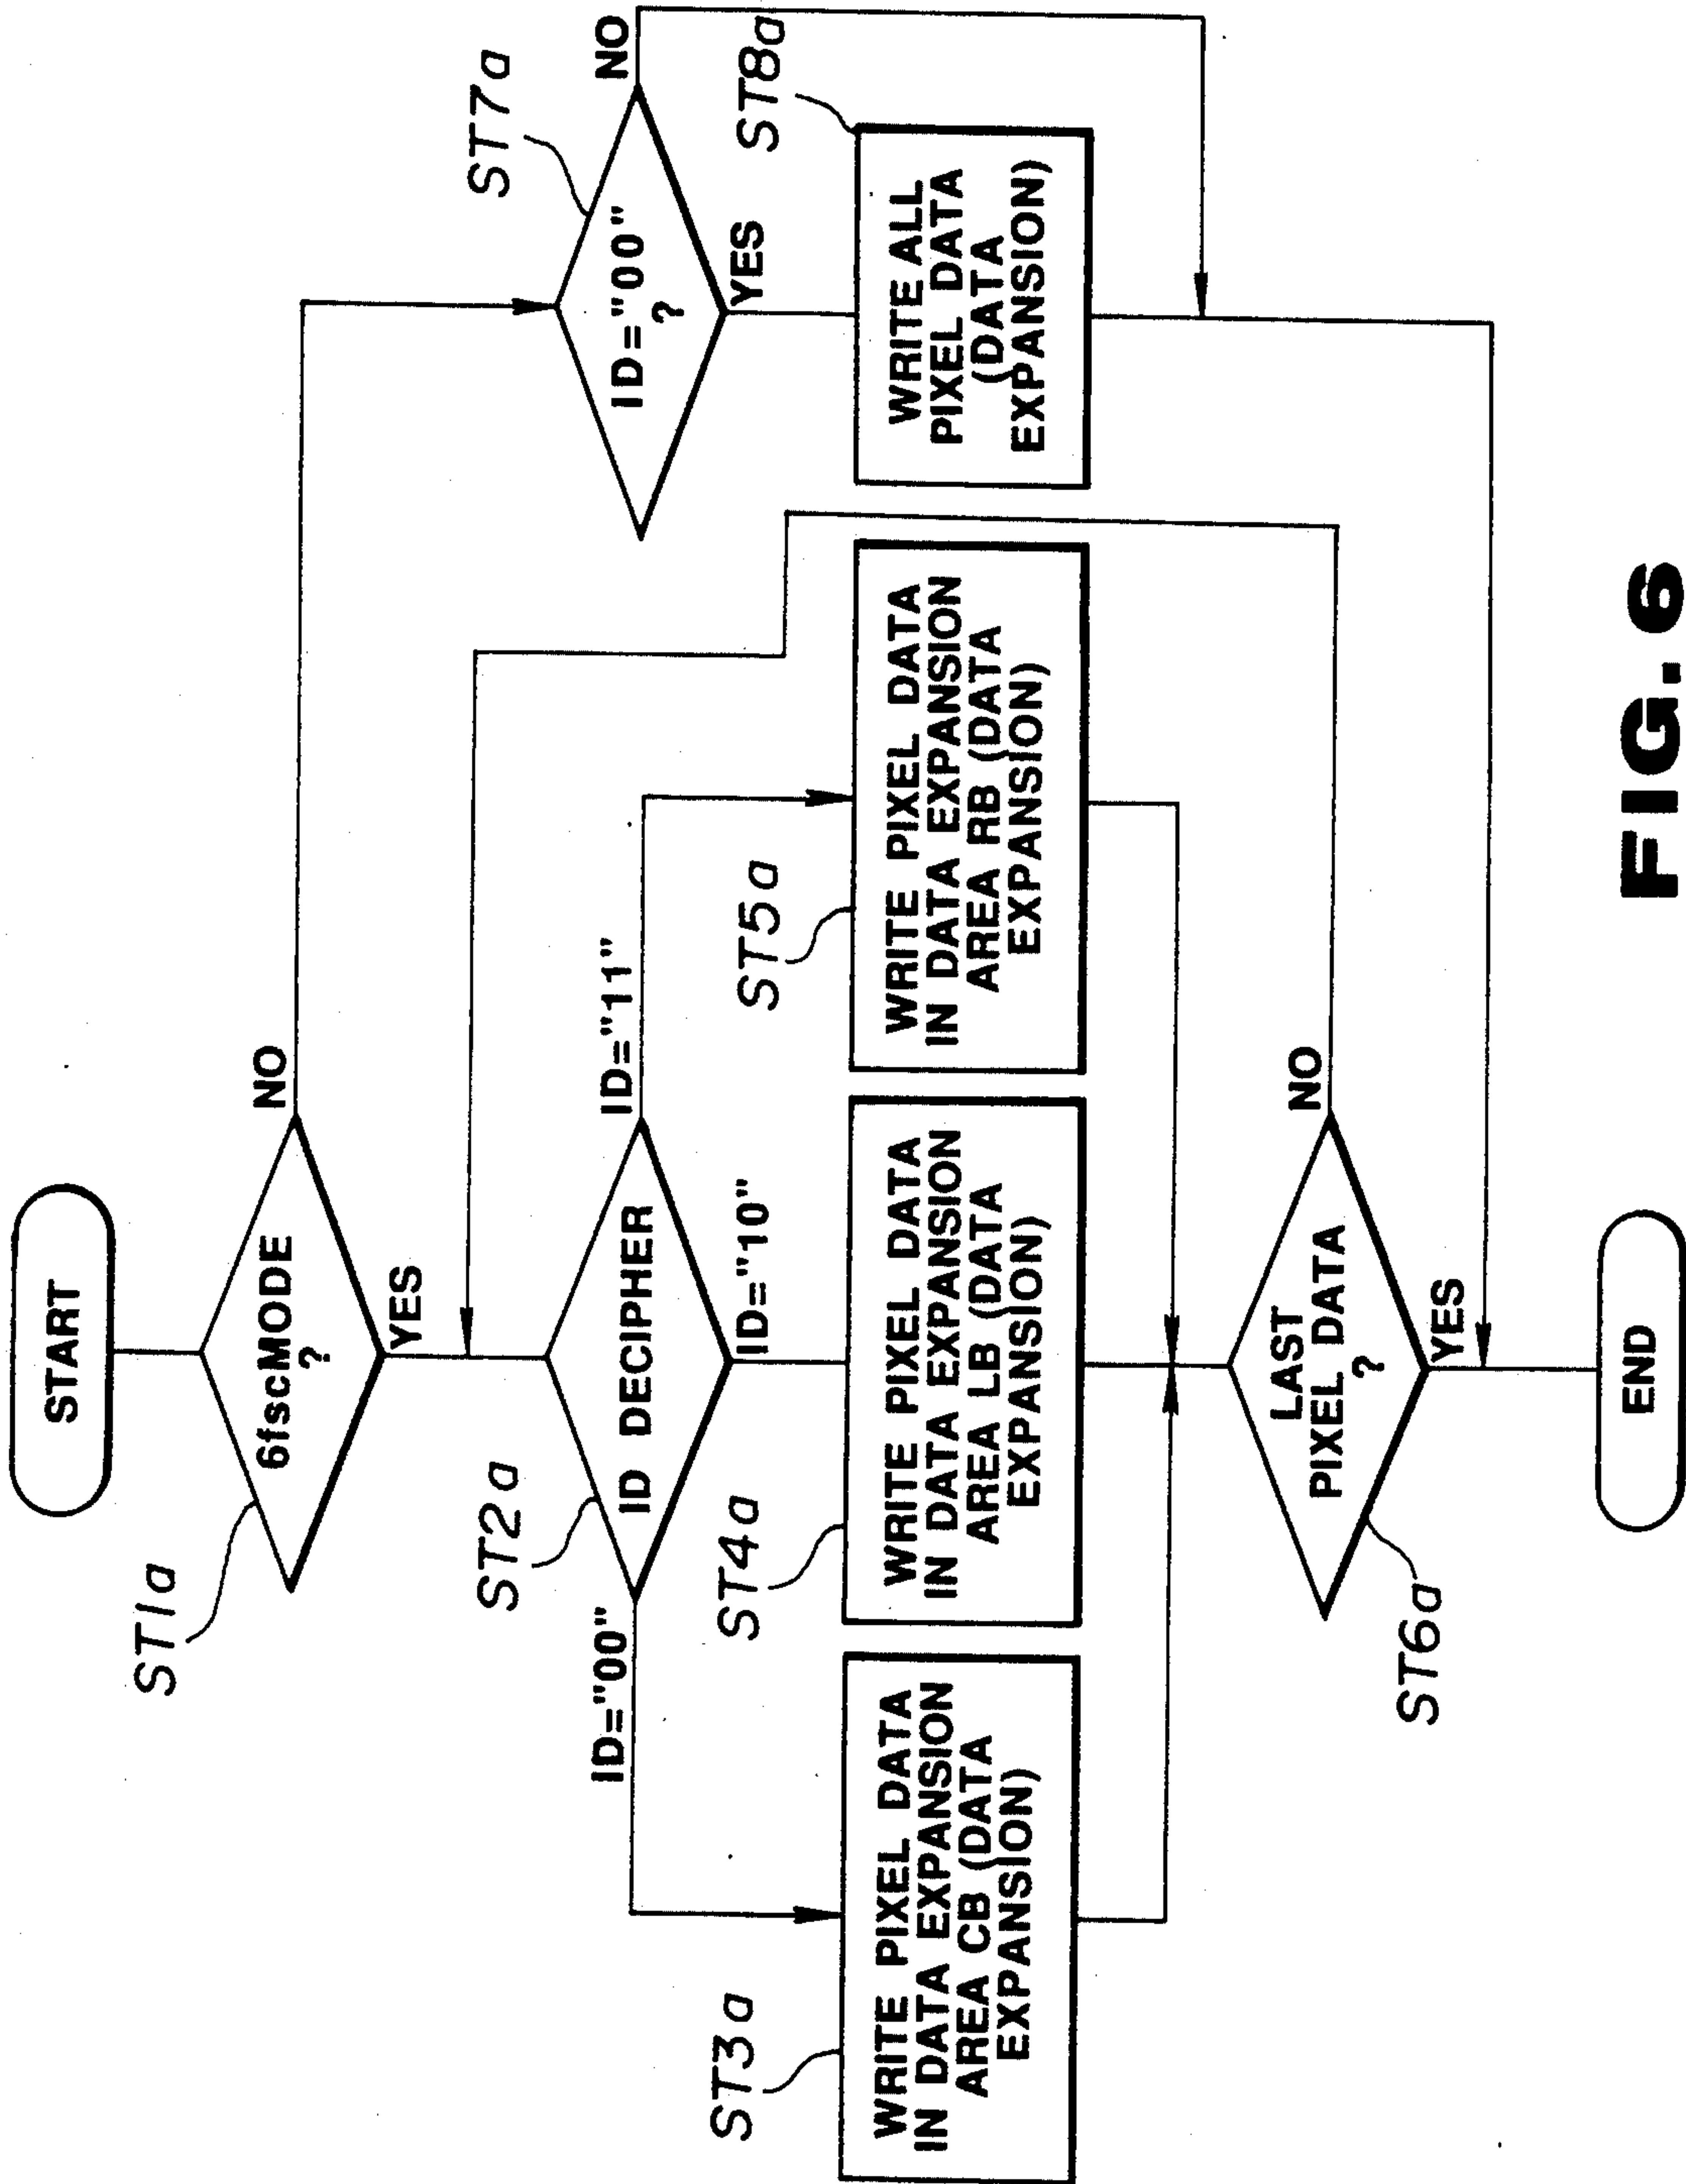 START
ST1a
6fscMODE
?
NO
YES
ST2a
ID DECIPHER
ID="00"
ID="10"
ID="11"
ST3a
WRITE PIXEL DATA
IN DATA EXPANSION
AREA CB (DATA
EXPANSION)
ST4a
WRITE PIXEL DATA
IN DATA EXPANSION
AREA LB (DATA
EXPANSION)
ST5a
WRITE PIXEL DATA
IN DATA EXPANSION
AREA RB (DATA
EXPANSION)
ST7a
ID="00"
?
NO
YES
ST8a
WRITE ALL
PIXEL DATA
(DATA
EXPANSION)
ST6a
LAST
PIXEL DATA
?
NO
YES
END
FIG. 6